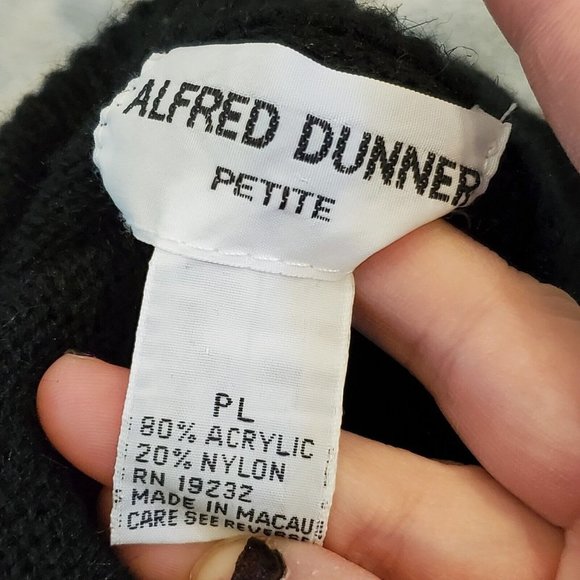 ALFRED DUNNER
PETITE
PL
80% ACRYLIC
20% NYLON
RN 19232
MADE IN MACAU
CARE SEE REVERSE